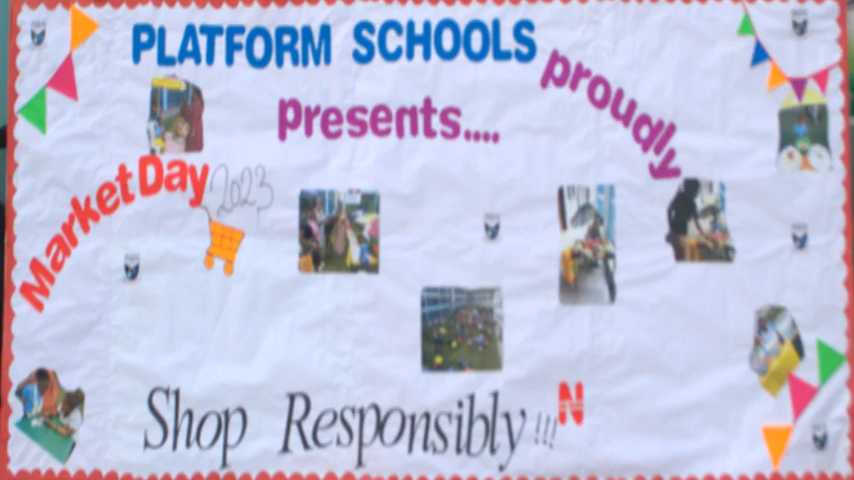 PLATFORM SCHOOLS
proudly
presents....
Market Day 2023
Shop Responsibly!!!
N